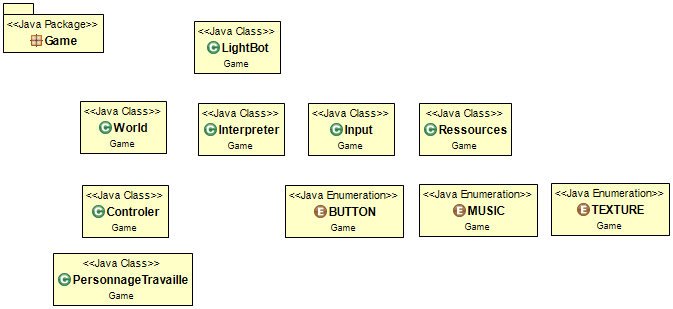 <<Java Package>>
Game
<<Java Class>>
LightBot
Game
<<Java Class>>
World
Game
<<Java Class>>
Interpreter
Game
<<Java Class>>
Input
Game
<<Java Class>>
Ressources
Game
<<Java Class>>
Controler
Game
<<Java Enumeration>>
BUTTON
Game
<<Java Enumeration>>
MUSIC
Game
<<Java Enumeration>>
TEXTURE
Game
<<Java Class>>
PersonnageTravaille
Game